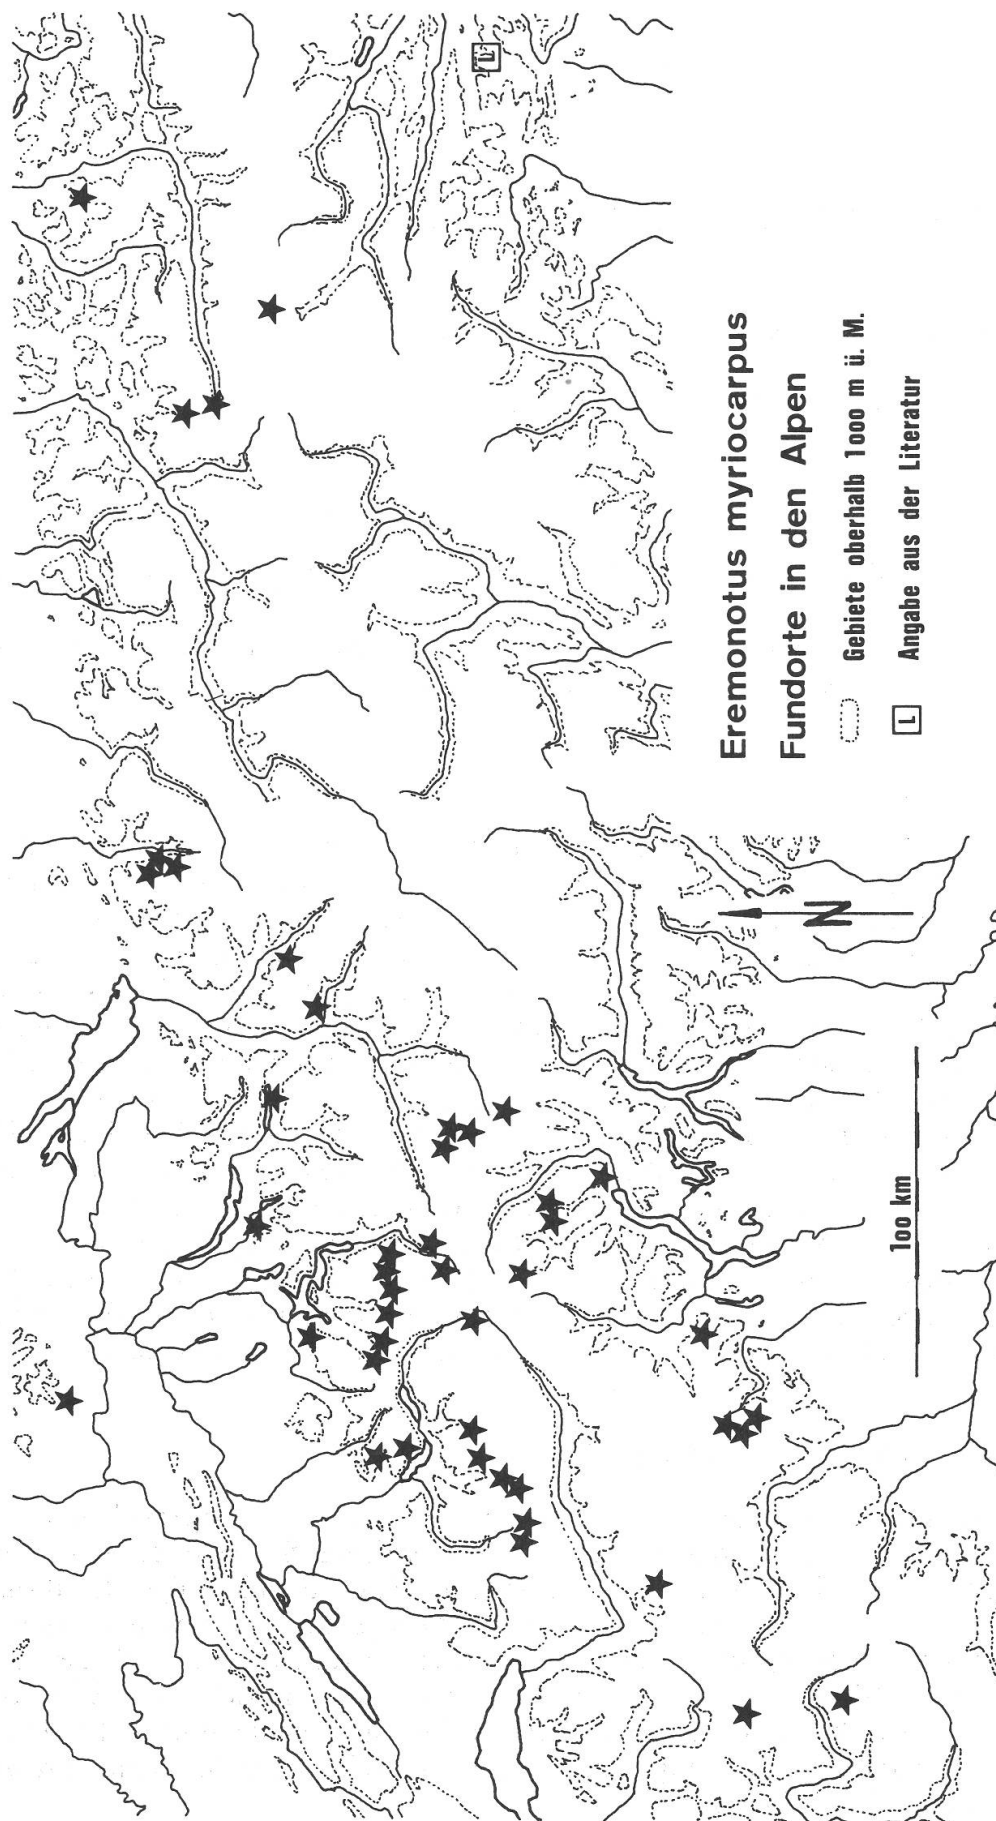 Eremonotus myriocarpus
Fundorte in den Alpen
Gebiete oberhalb 1000 m ü. M.
L Angabe aus der Literatur
L
N
100 km